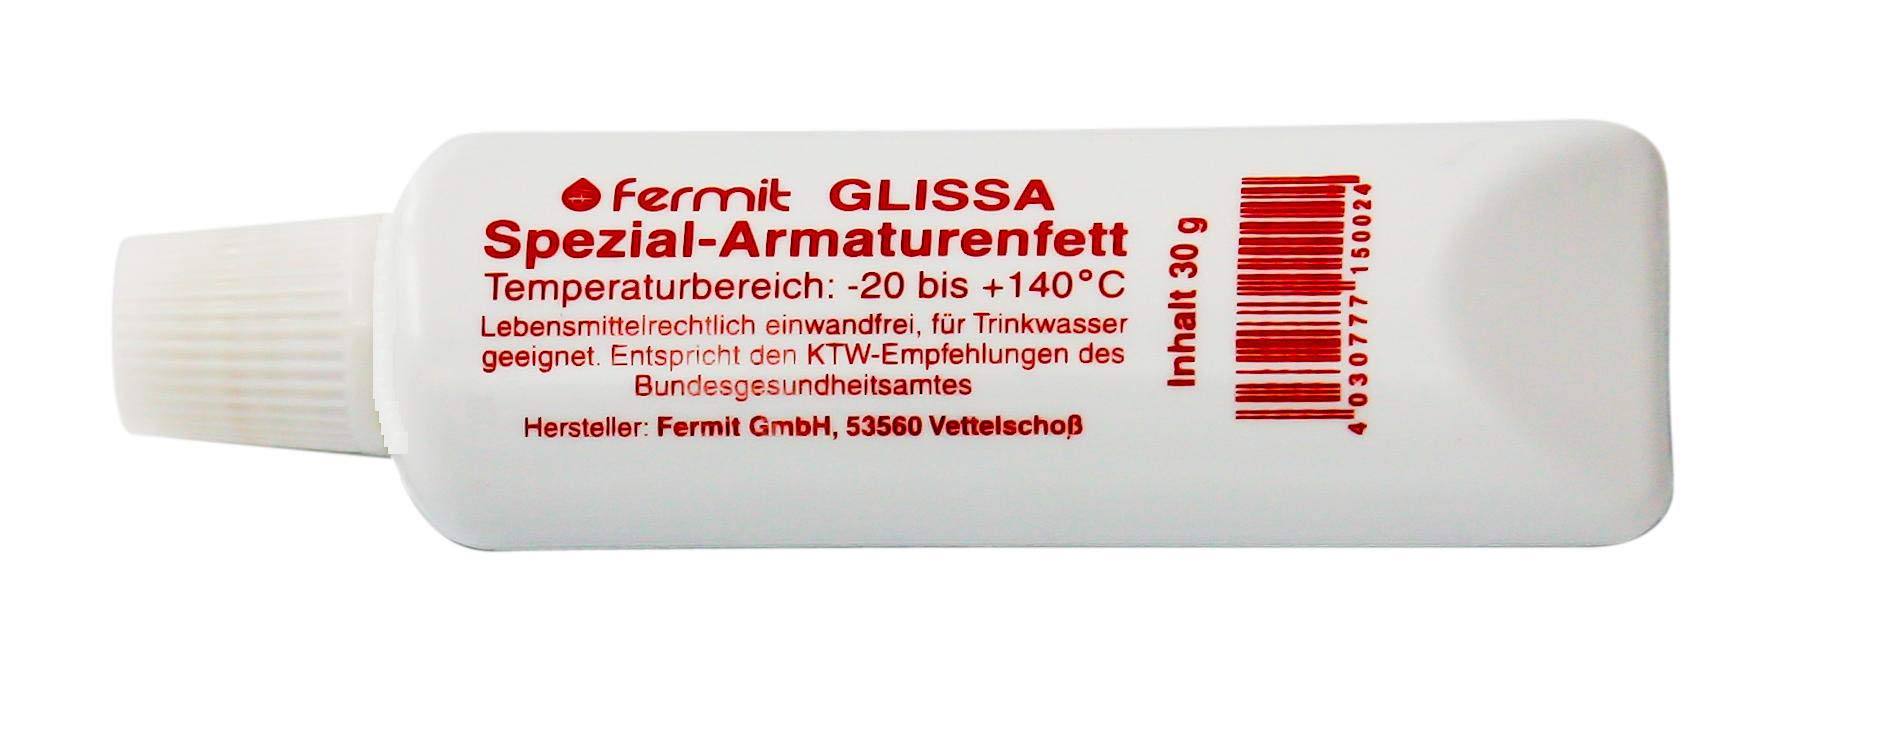 fermit GLISSA
Spezial-Armaturenfett
Temperaturbereich: -20 bis +140°C
Lebensmittelrechtlich einwandfrei, für Trinkwasser
geeignet. Entspricht den KTW-Empfehlungen des
Bundesgesundheitsamtes
Hersteller: Fermit GmbH, 53560 Vettelschoß
Inhalt 30 g
4 030777 150024